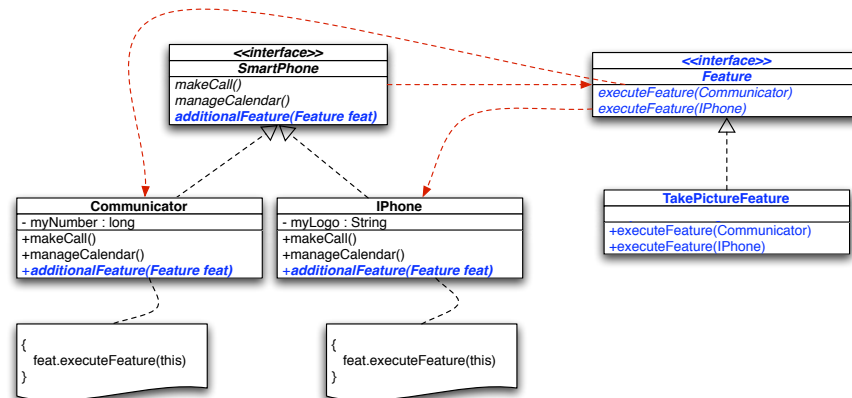 <<interface>>
SmartPhone
makeCall()
manageCalendar()
additionalFeature(Feature feat)
<<interface>>
Feature
executeFeature(Communicator)
executeFeature(IPhone)
Communicator
- myNumber : long
+makeCall()
+manageCalendar()
+additionalFeature(Feature feat)
IPhone
- myLogo : String
+makeCall()
+manageCalendar()
+additionalFeature(Feature feat)
TakePictureFeature
+executeFeature(Communicator)
+executeFeature(IPhone)
{
feat.executeFeature(this)
}
{
feat.executeFeature(this)
}